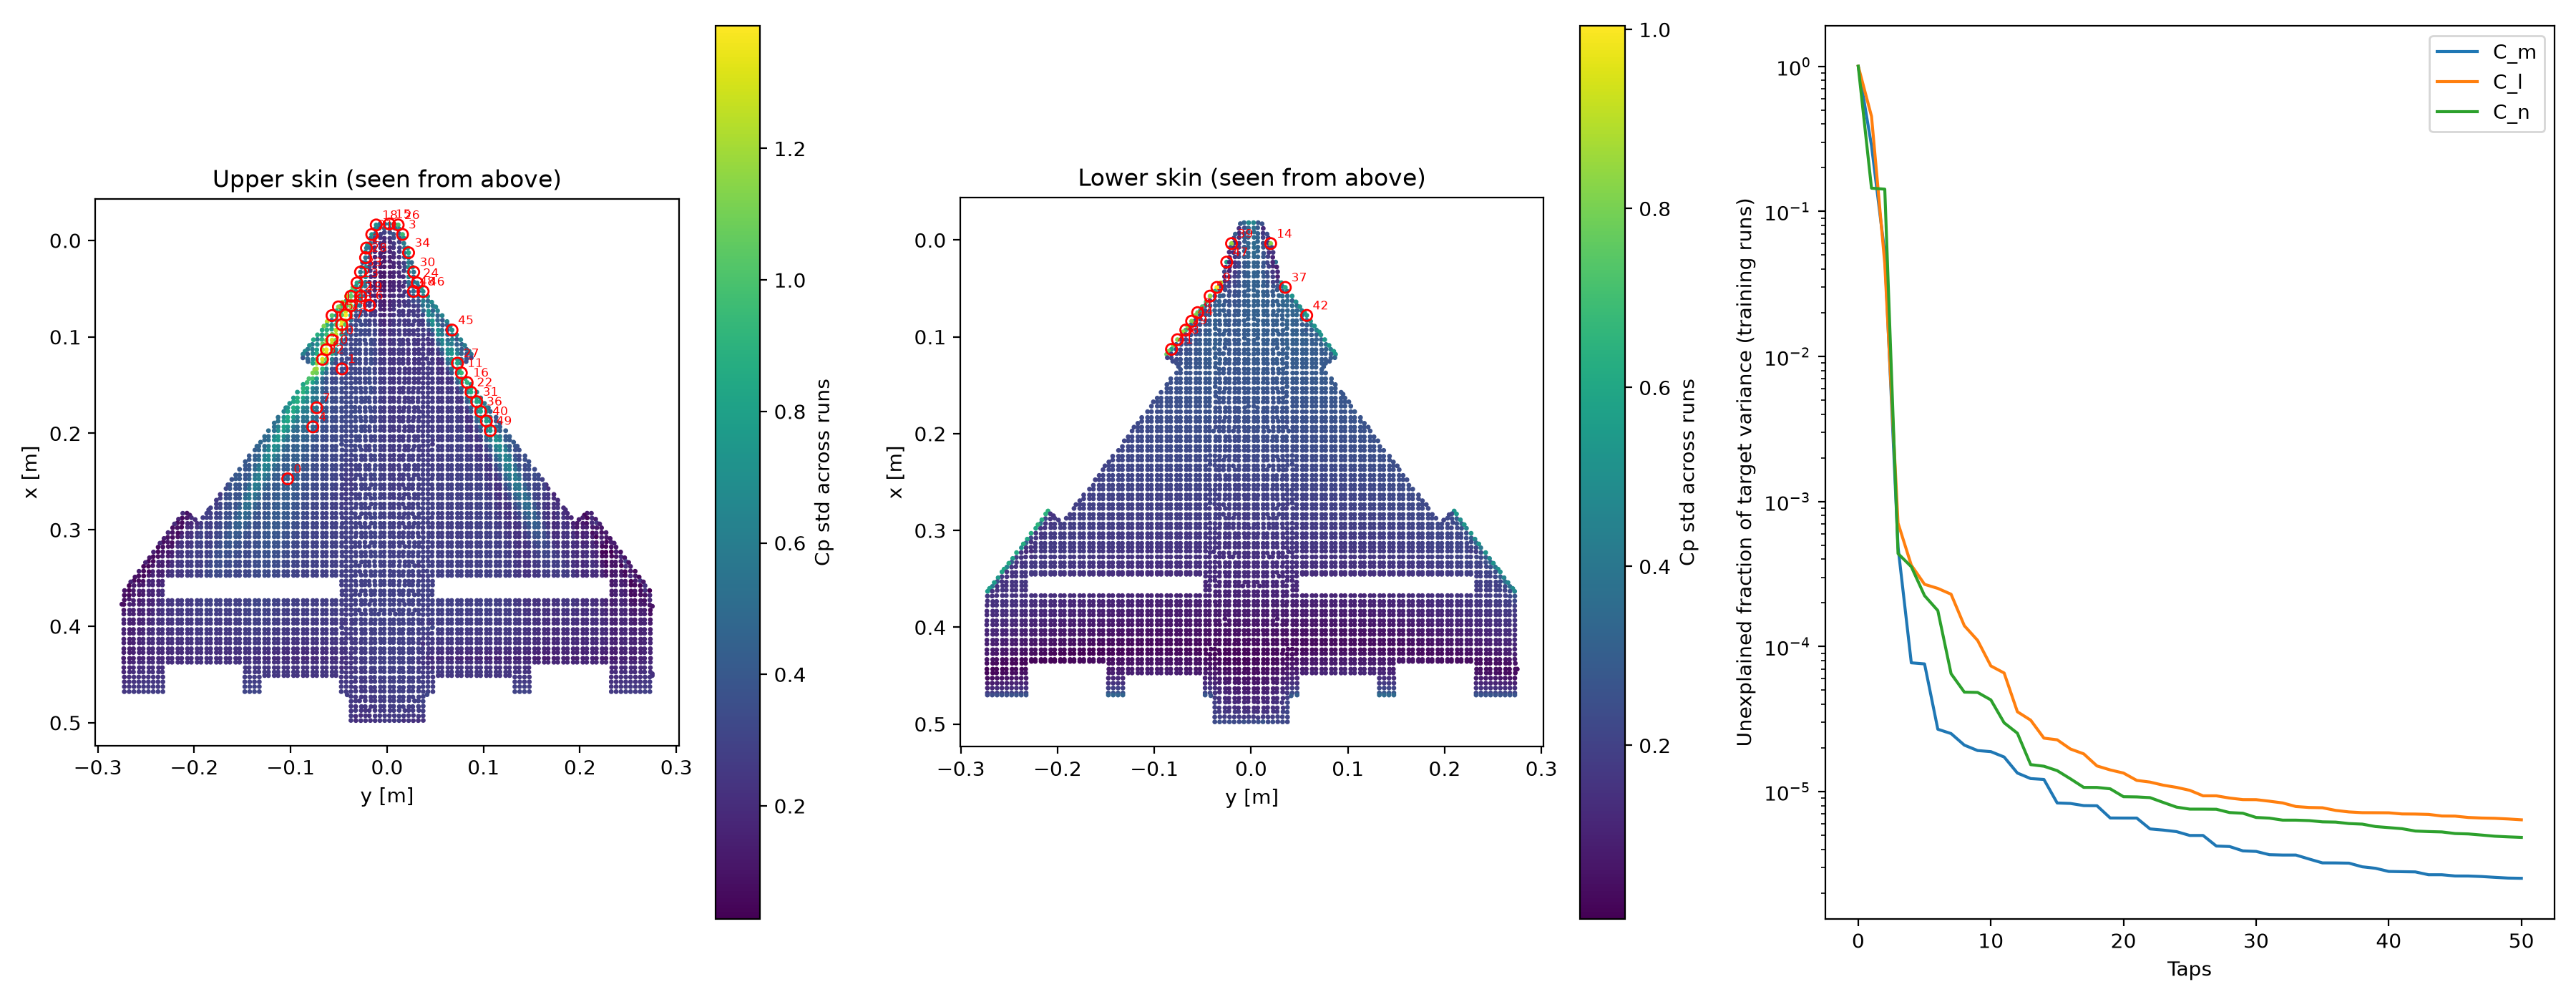 Upper skin (seen from above)
x [m]
0.0
0.1
0.2
0.3
0.4
0.5
−0.3 −0.2 −0.1 0.0 0.1 0.2 0.3
y [m]
26
3
34
30
24
46
45
11
16
22
31
36
40
49
1.2
1.0
0.8
0.6
0.4
0.2
Cp std across runs
Lower skin (seen from above)
x [m]
0.0
0.1
0.2
0.3
0.4
0.5
−0.3 −0.2 −0.1 0.0 0.1 0.2 0.3
y [m]
14
37
42
1.0
0.8
0.6
0.4
0.2
Cp std across runs
Unexplained fraction of target variance (training runs)
10⁰
10⁻¹
10⁻²
10⁻³
10⁻⁴
10⁻⁵
0 10 20 30 40 50
Taps
C_m
C_l
C_n